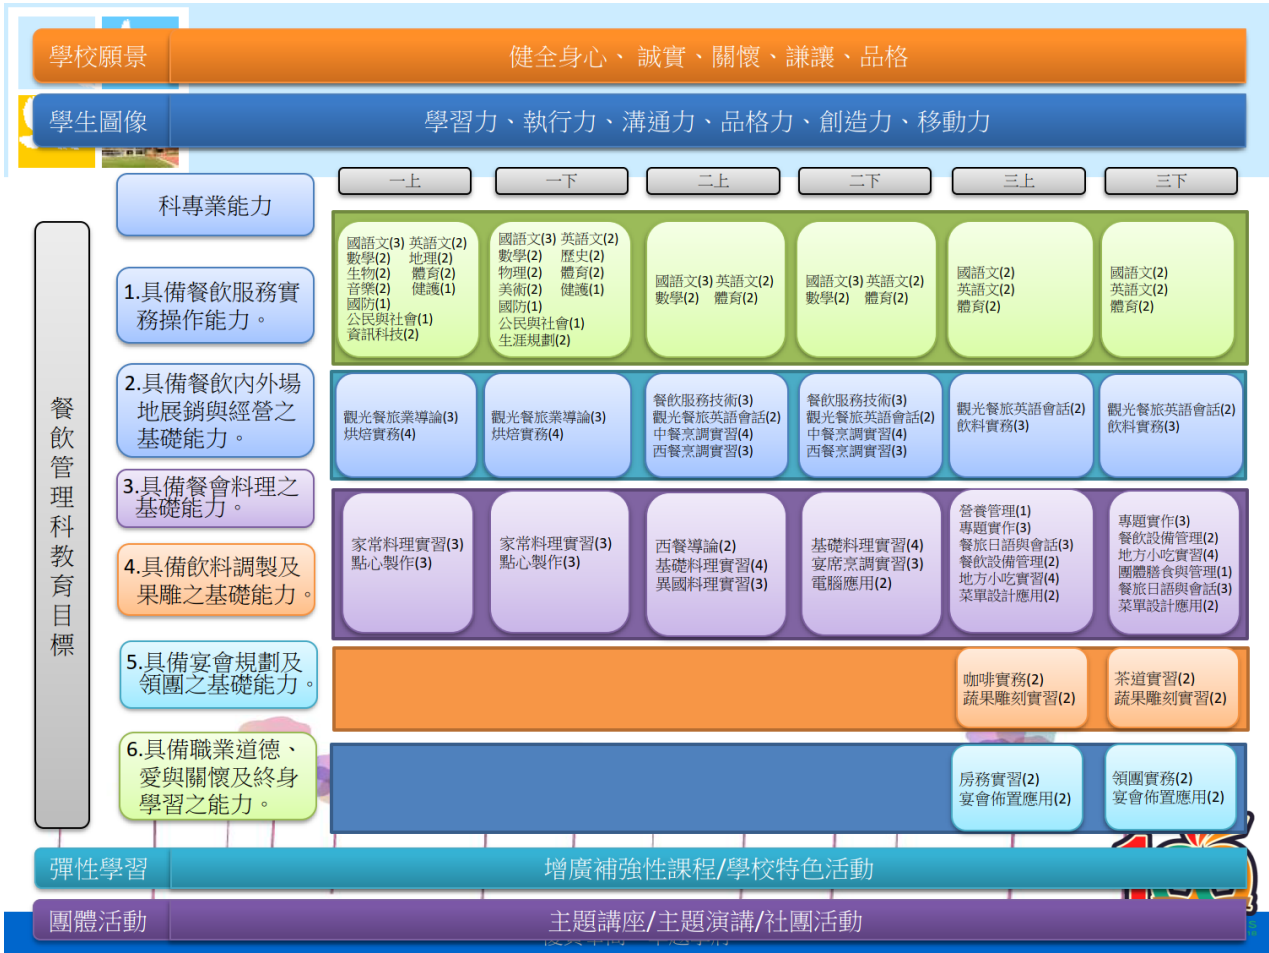 學校願景
健全身心、 誠實、關懷、謙讓、品格
學生圖像
學習力、執行力、溝通力、品格力、創造力、移動力
科專業能力
一上
一下
二上
二下
三上
三下
餐飲管理科教育目標
1.具備餐飲服務實
務操作能力。
2.具備餐飲內外場
地展銷與經營之
基礎能力。
3.具備餐會料理之
基礎能力。
4.具備飲料調製及
果雕之基礎能力。
5.具備宴會規劃及
領團之基礎能力。
6.具備職業道德、
愛與關懷及終身
學習之能力。
國語文(3) 英語文(2)
數學(2) 地理(2)
生物(2) 體育(2)
音樂(2) 健護(1)
國防(1)
公民與社會(1)
資訊科技(2)
國語文(3) 英語文(2)
數學(2) 歷史(2)
物理(2) 體育(2)
美術(2) 健護(1)
國防(1)
公民與社會(1)
生涯規劃(2)
國語文(3) 英語文(2)
數學(2) 體育(2)
國語文(3) 英語文(2)
數學(2) 體育(2)
國語文(2)
英語文(2)
體育(2)
國語文(2)
英語文(2)
體育(2)
觀光餐旅業導論(3)
烘焙實務(4)
觀光餐旅業導論(3)
烘焙實務(4)
餐飲服務技術(3)
觀光餐旅英語會話(2)
中餐烹調實習(4)
西餐烹調實習(3)
餐飲服務技術(3)
觀光餐旅英語會話(2)
中餐烹調實習(4)
西餐烹調實習(3)
觀光餐旅英語會話(2)
飲料實務(3)
觀光餐旅英語會話(2)
飲料實務(3)
家常料理實習(3)
點心製作(3)
家常料理實習(3)
點心製作(3)
西餐導論(2)
基礎料理實習(4)
異國料理實習(3)
基礎料理實習(4)
宴席烹調實習(3)
電腦應用(2)
營養管理(1)
專題實作(3)
餐旅日語與會話(3)
餐飲設備管理(2)
地方小吃實習(4)
菜單設計應用(2)
專題實作(3)
餐飲設備管理(2)
地方小吃實習(4)
團體膳食與管理(1)
餐旅日語與會話(3)
菜單設計應用(2)
咖啡實務(2)
蔬果雕刻實習(2)
茶道實習(2)
蔬果雕刻實習(2)
房務實習(2)
宴會佈置應用(2)
領團實務(2)
宴會佈置應用(2)
彈性學習
增廣補強性課程/學校特色活動
團體活動
主題講座/主題演講/社團活動